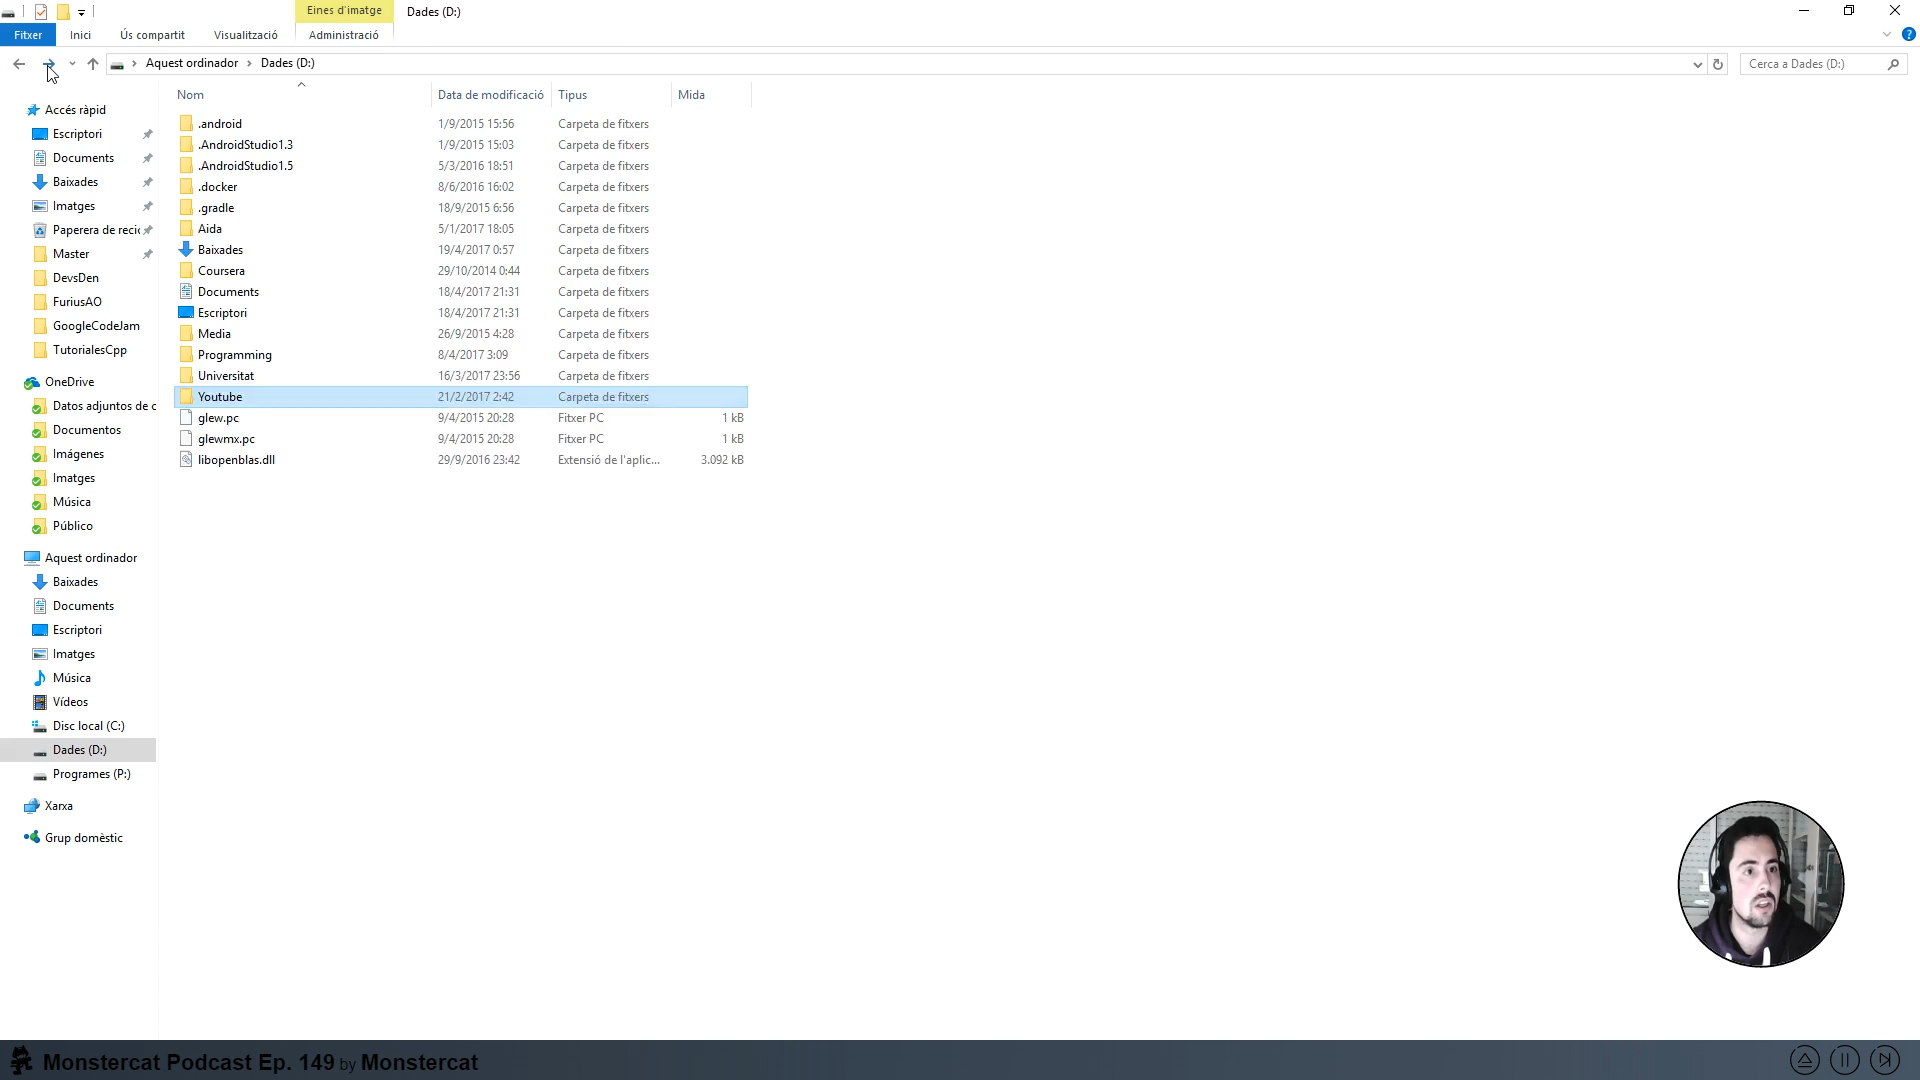 Eines d'imatge
Dades (D:)
Fitxer
Inici
Ús compartit
Visualització
Administració
Aquest ordinador
Dades (D:)
Cerca a Dades (D:)
Nom
Data de modificació
Tipus
Mida
.android 1/9/2015 15:56 Carpeta de fitxers
.AndroidStudio1.3 1/9/2015 15:03 Carpeta de fitxers
.AndroidStudio1.5 5/3/2016 18:51 Carpeta de fitxers
.docker 8/6/2016 16:02 Carpeta de fitxers
.gradle 18/9/2015 6:56 Carpeta de fitxers
Aida 5/1/2017 18:05 Carpeta de fitxers
Baixades 19/4/2017 0:57 Carpeta de fitxers
Coursera 29/10/2014 0:44 Carpeta de fitxers
Documents 18/4/2017 21:31 Carpeta de fitxers
Escriptori 18/4/2017 21:31 Carpeta de fitxers
Media 26/9/2015 4:28 Carpeta de fitxers
Programming 8/4/2017 3:09 Carpeta de fitxers
Universitat 16/3/2017 23:56 Carpeta de fitxers
Youtube 21/2/2017 2:42 Carpeta de fitxers
glew.pc 9/4/2015 20:28 Fitxer PC 1 kB
glewmx.pc 9/4/2015 20:28 Fitxer PC 1 kB
libopenblas.dll 29/9/2016 23:42 Extensió de l'aplic... 3.092 kB
Accés ràpid
Escriptori
Documents
Baixades
Imatges
Paperera de recic
Master
DevsDen
FuriusAO
GoogleCodeJam
TutorialesCpp
OneDrive
Datos adjuntos de c
Documentos
Imágenes
Imatges
Música
Público
Aquest ordinador
Baixades
Documents
Escriptori
Imatges
Música
Vídeos
Disc local (C:)
Dades (D:)
Programes (P:)
Xarxa
Grup domèstic
Monstercat Podcast Ep. 149 by Monstercat